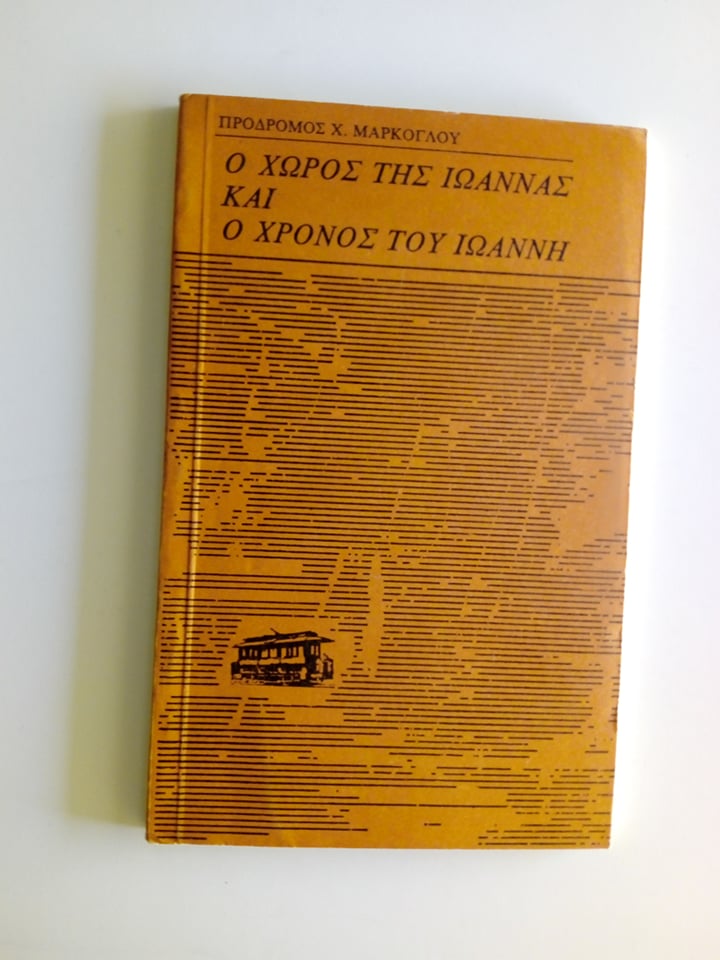 ΠΡΟΔΡΟΜΟΣ Χ. ΜΑΡΚΟΓΛΟΥ
Ο ΧΩΡΟΣ ΤΗΣ ΙΩΑΝΝΑΣ
ΚΑΙ
Ο ΧΡΟΝΟΣ ΤΟΥ ΙΩΑΝΝΗ